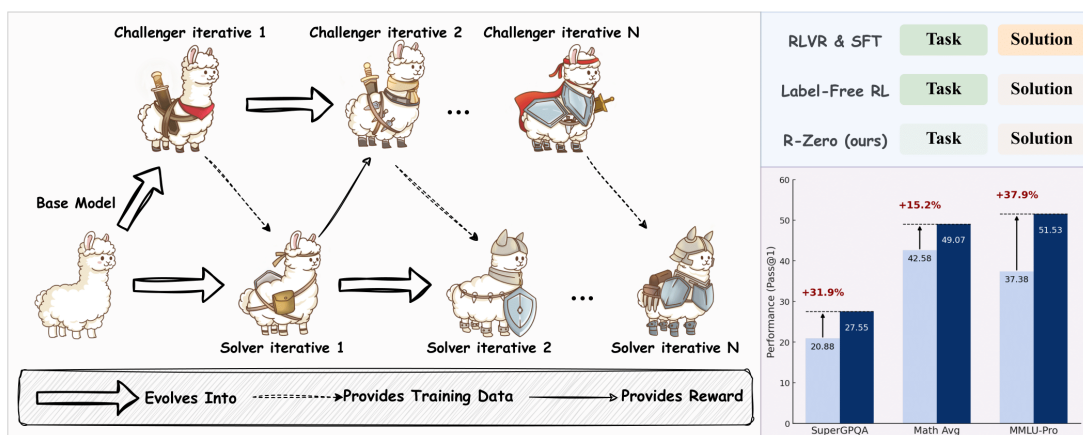 Challenger iterative 1
Challenger iterative 2
Challenger iterative N
...
Base Model
...
Solver iterative 1
Solver iterative 2
Solver iterative N
Evolves Into
Provides Training Data
Provides Reward
RLVR & SFT Task Solution
Label-Free RL Task Solution
R-Zero (ours) Task Solution
Performance (Pass@1)
60
50
40
30
20
10
0
+31.9%
20.88
27.55
+15.2%
42.58
49.07
+37.9%
37.38
51.53
SuperGPQA
Math Avg
MMLU-Pro